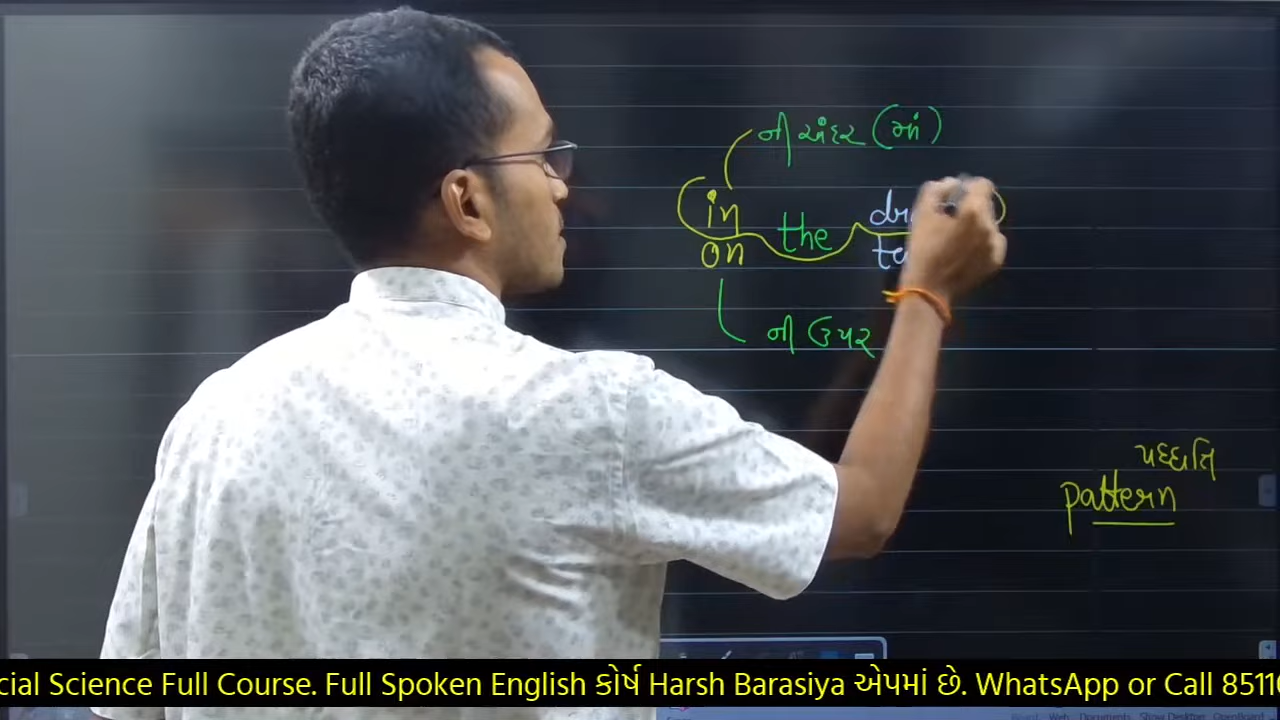 ની અંદર (માં)
in
on
the
ની ઉપર
પધ્ધતિ
pattern
cial Science Full Course. Full Spoken English કોર્ષ Harsh Barasiya એપમાં છે. WhatsApp or Call 8511